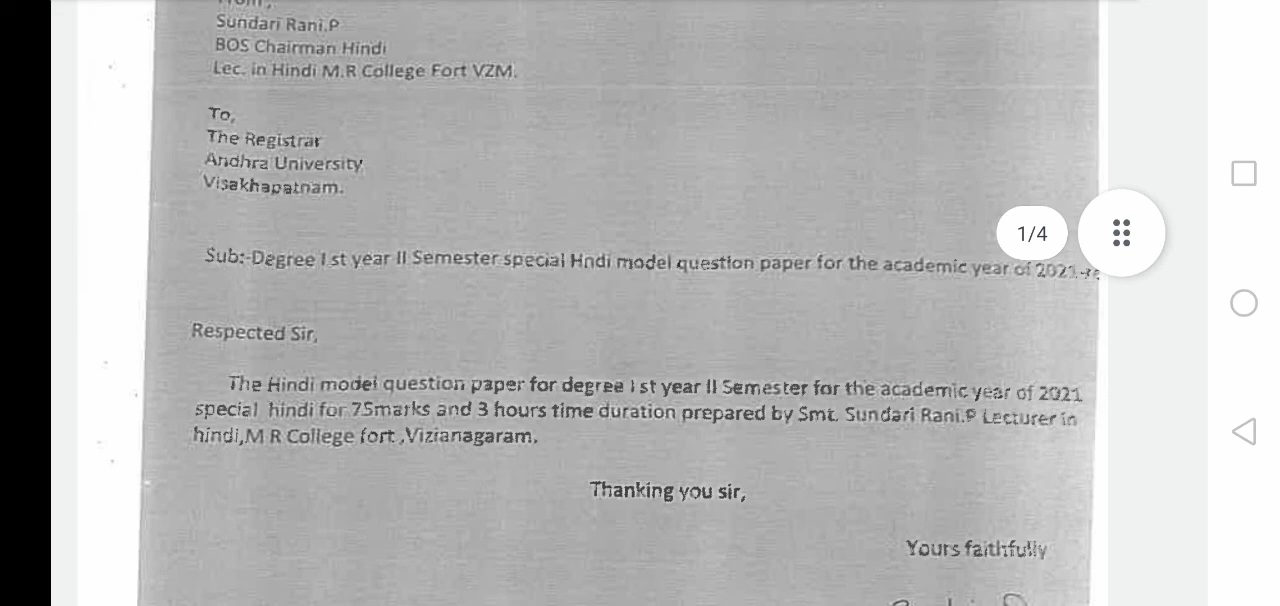 From,
Sundari Rani.P
BOS Chairman Hindi
Lec. in Hindi M.R College Fort VZM.
To,
The Registrar
Andhra University
Visakhapatnam.
1/4
Sub:-Degree I st year II Semester special Hndi model question paper for the academic year of 2021
Respected Sir,
The Hindi model question paper for degree I st year II Semester for the academic year of 2021
special hindi for 75marks and 3 hours time duration prepared by Smt. Sundari Rani.P Lecturer in
hindi,M R College fort ,Vizianagaram.
Thanking you sir,
Yours faithfully